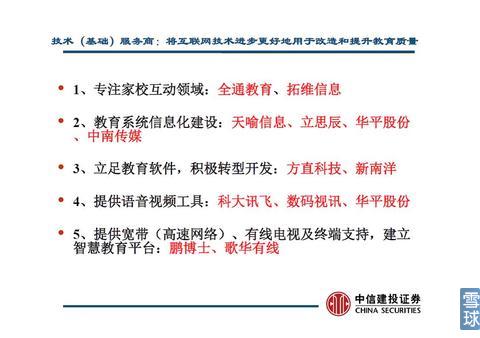 技术（基础）服务商：将互联网技术进步更好地用于改造和提升教育质量
• 1、专注家校互动领域：全通教育、拓维信息
• 2、教育系统信息化建设：天喻信息、立思辰、华平股份
、中南传媒
• 3、立足教育软件，积极转型开发：方直科技、新南洋
• 4、提供语音视频工具：科大讯飞、数码视讯、华平股份
• 5、提供宽带（高速网络）、有线电视及终端支持，建立
智慧教育平台：鹏博士、歌华有线
中信建投证券
CHINA SECURITIES
雪球